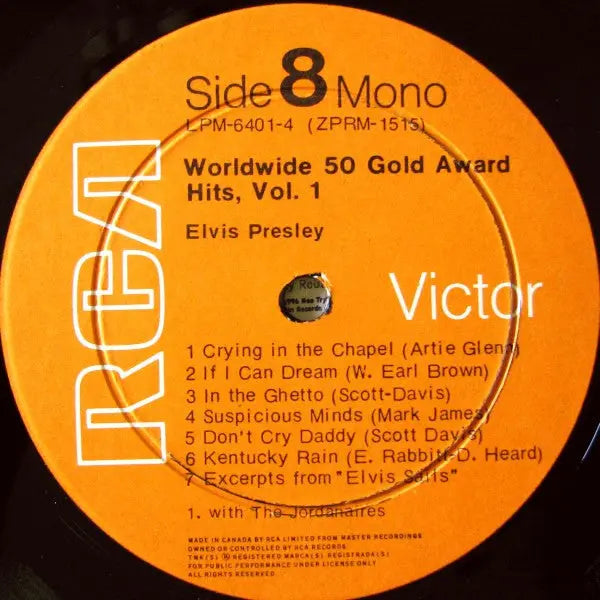 Side 8 Mono
LPM-6401-4 (ZPRM-1515)
Worldwide 50 Gold Award
Hits, Vol. 1
Elvis Presley
RCA
Victor
1 Crying in the Chapel (Artie Glenn)
2 If I Can Dream (W. Earl Brown)
3 In the Ghetto (Scott-Davis)
4 Suspicious Minds (Mark James)
5 Don't Cry Daddy (Scott Davis)
6 Kentucky Rain (E. Rabbitt-D. Heard)
7 Excerpts from "Elvis Sails"
1. with The Jordanaires
MADE IN CANADA BY RCA LIMITED FROM MASTER RECORDINGS
OWNED OR CONTROLLED BY RCA RECORDS
TMK(S) ® REGISTERED MARCA(S) REGISTRADA(S)
FOR PUBLIC PERFORMANCE UNDER LICENSE ONLY
ALL RIGHTS RESERVED